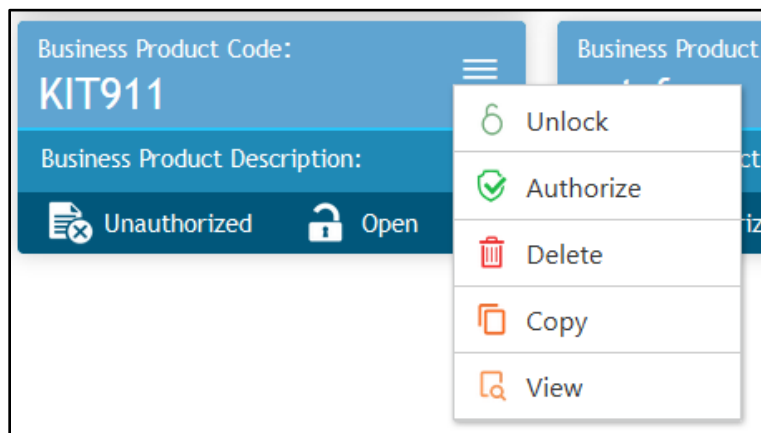 Business Product Code:
KIT911
Business Product Description:
Unauthorized
Open
Business Product
Unlock
Authorize
Delete
Copy
View